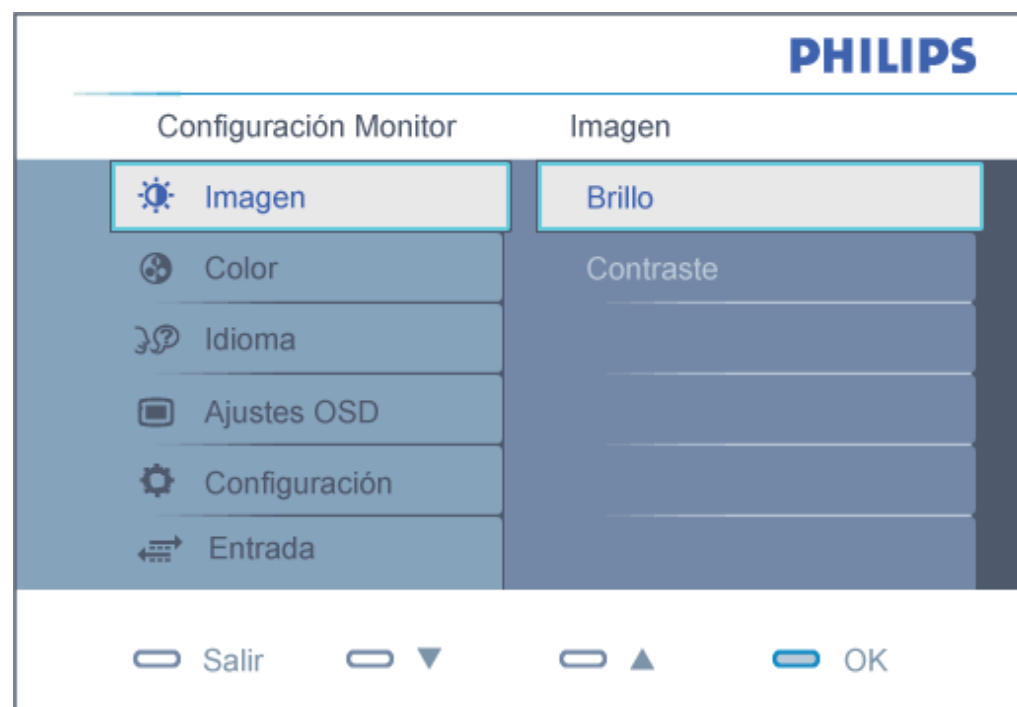 PHILIPS
Configuración Monitor Imagen
Imagen Brillo
Color Contraste
Idioma
Ajustes OSD
Configuración
Entrada
Salir ▼ ▲ OK